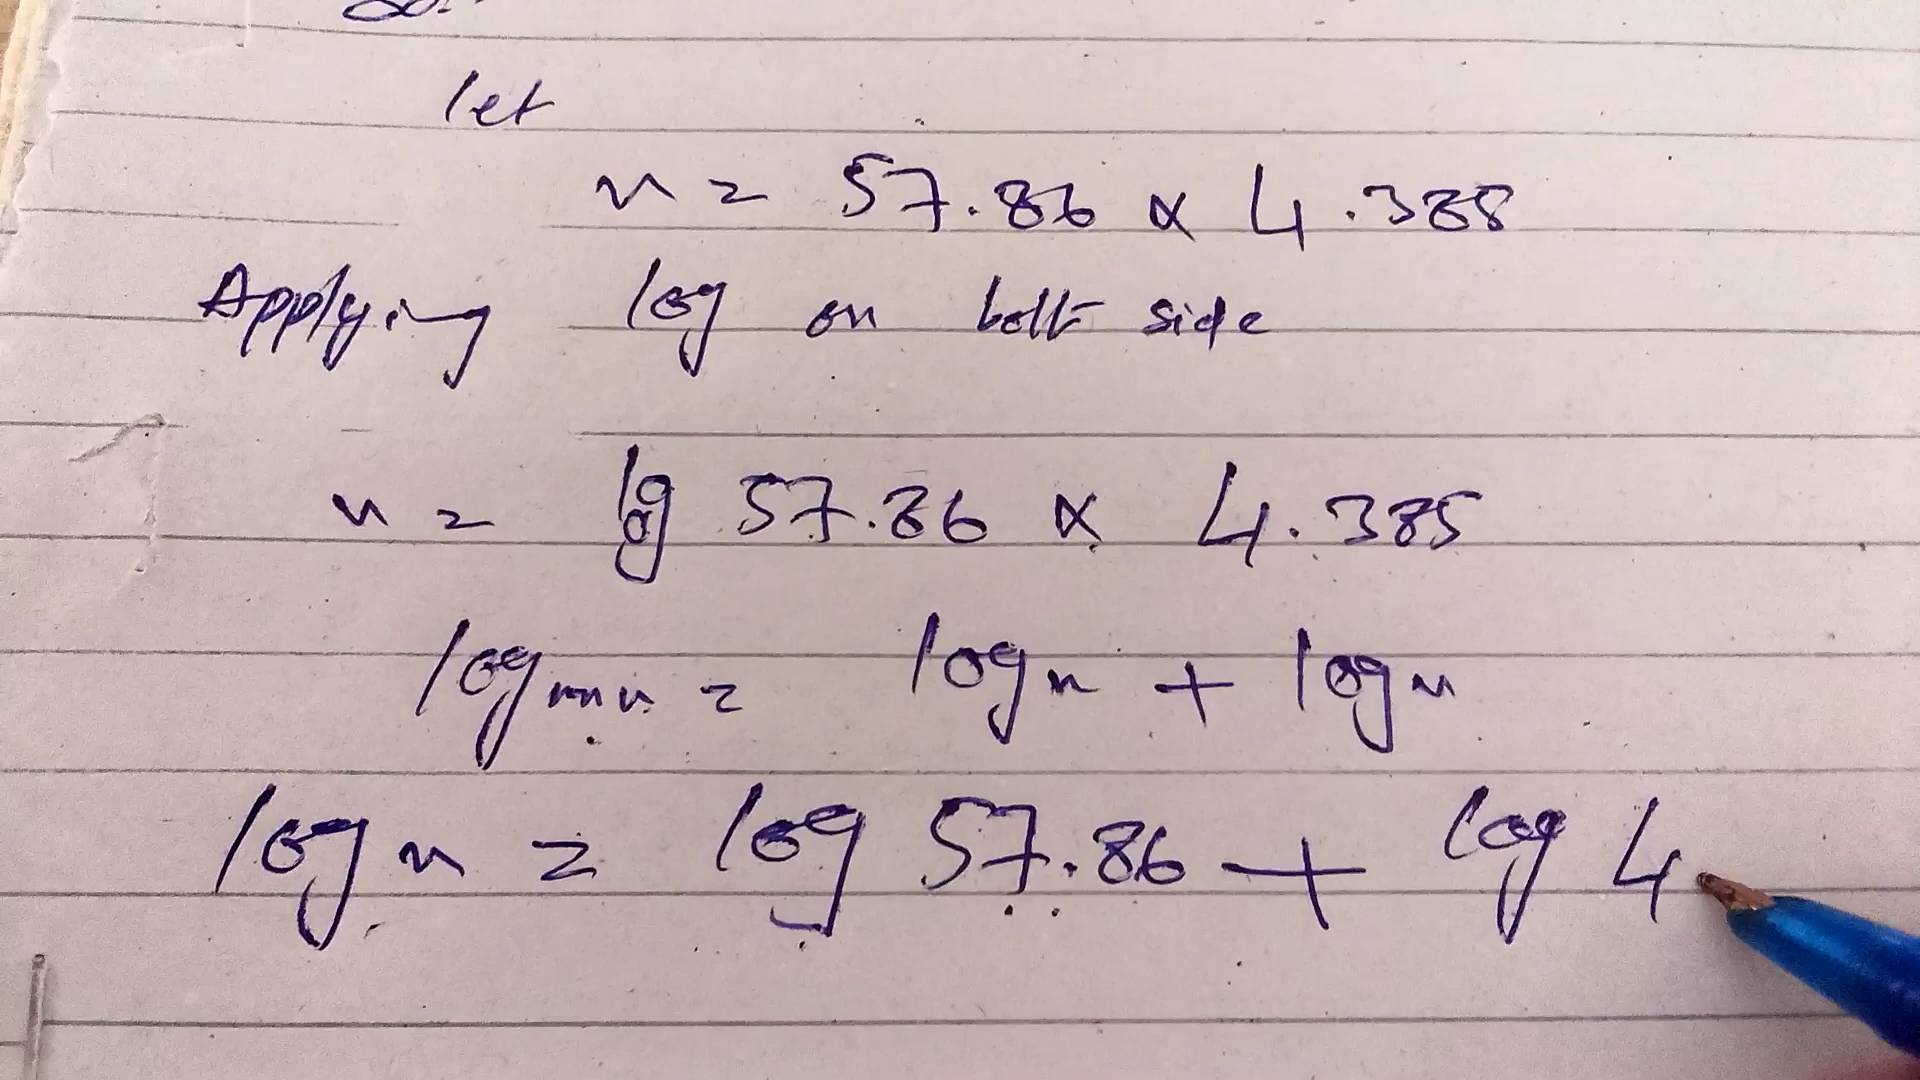 let
n = 57.86 × 4.388
Applying log on both side
n = log 57.86 × 4.385
log mn = log n + log n
log n = log 57.86 + log 4